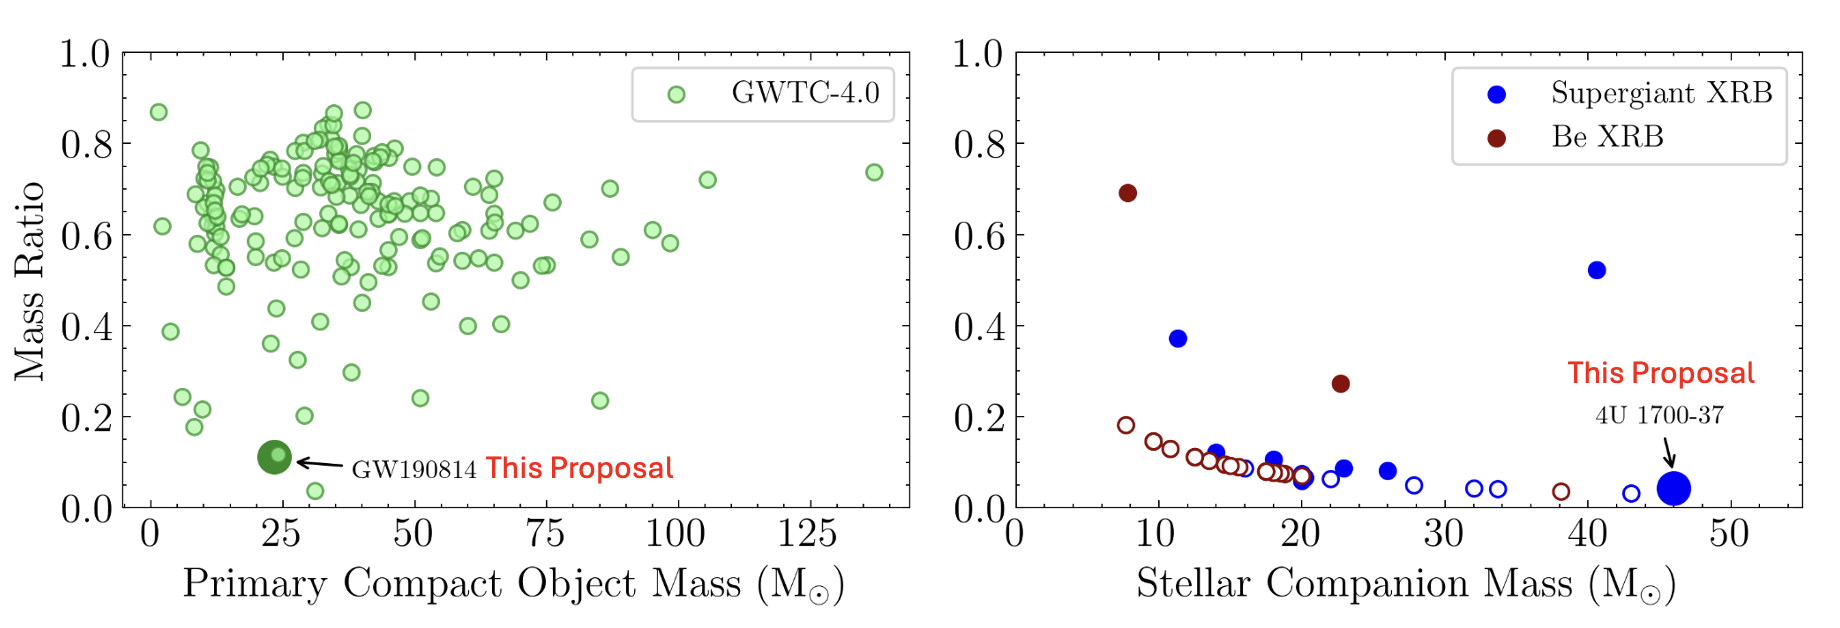 1.0
0.8
0.6
0.4
0.2
0.0
Mass Ratio
GWTC-4.0
GW190814 This Proposal
0 25 50 75 100 125
Primary Compact Object Mass (M⊙)
1.0
0.8
0.6
0.4
0.2
0.0
Supergiant XRB
Be XRB
This Proposal
4U 1700-37
0 10 20 30 40 50
Stellar Companion Mass (M⊙)